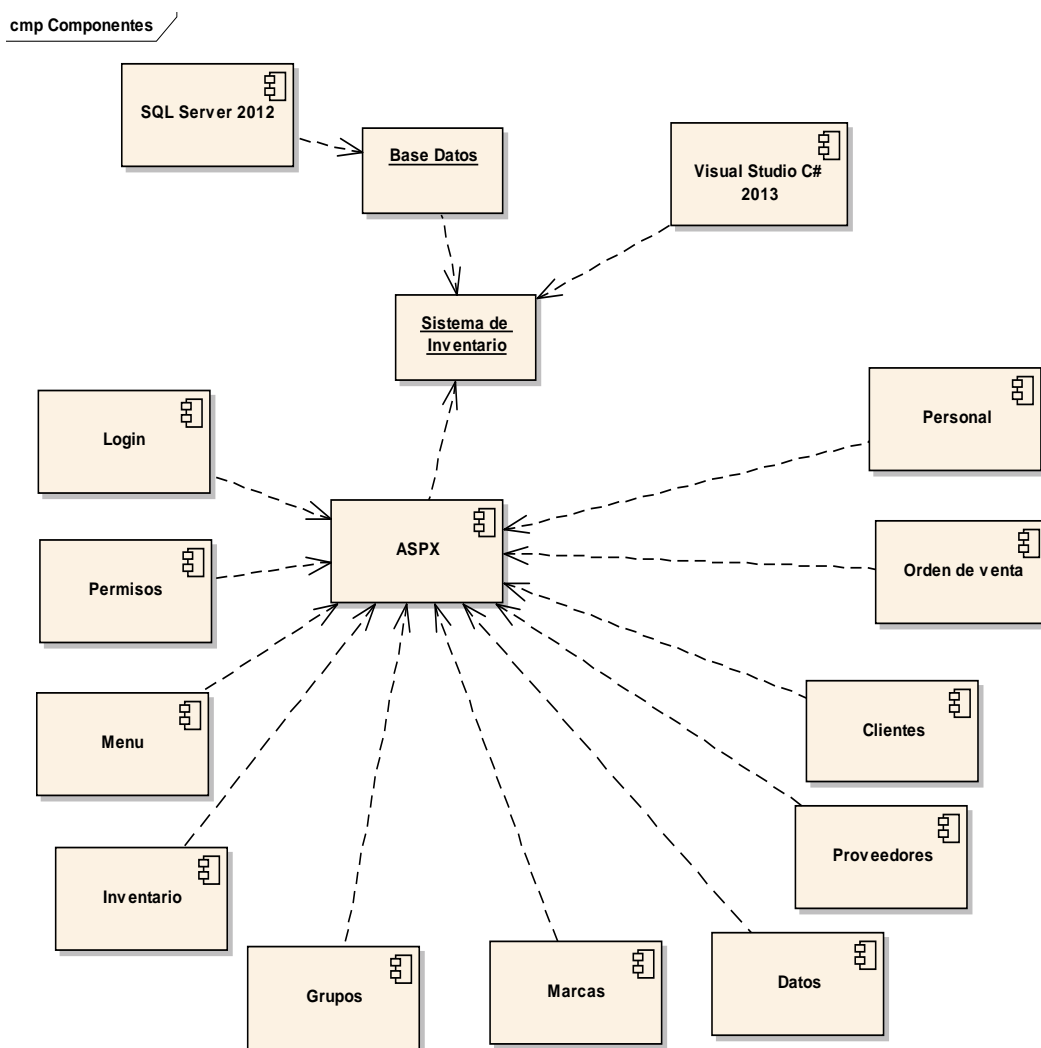 cmp Componentes
SQL Server 2012
Base Datos
Visual Studio C#
2013
Sistema de
Inventario
Login
Personal
ASPX
Orden de venta
Permisos
Menu
Clientes
Inventario
Proveedores
Grupos
Marcas
Datos